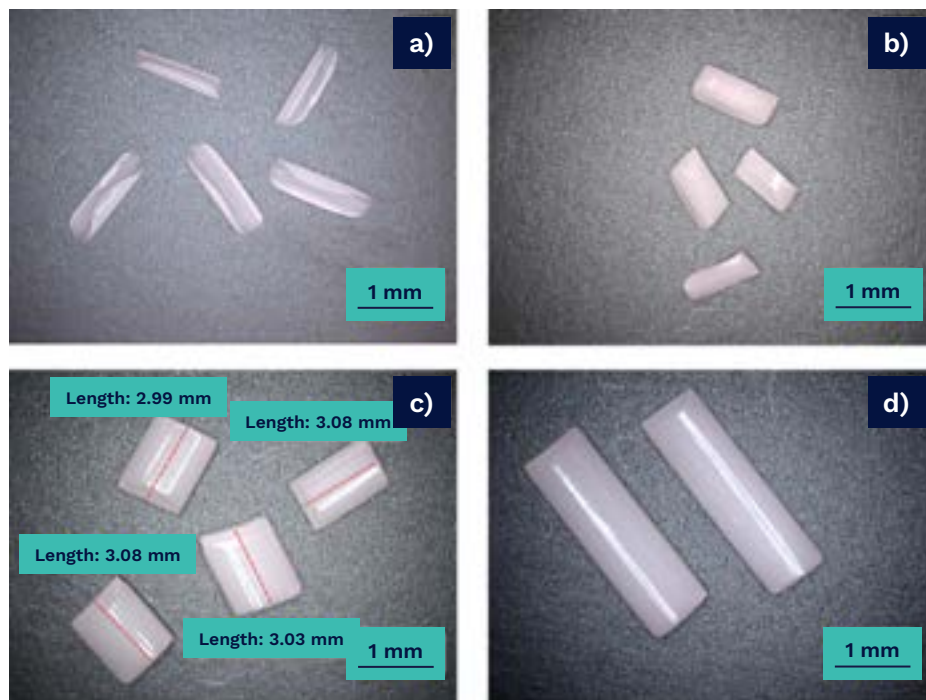 a)
1 mm
b)
1 mm
c)
Length: 2.99 mm
Length: 3.08 mm
Length: 3.08 mm
Length: 3.03 mm
1 mm
d)
1 mm